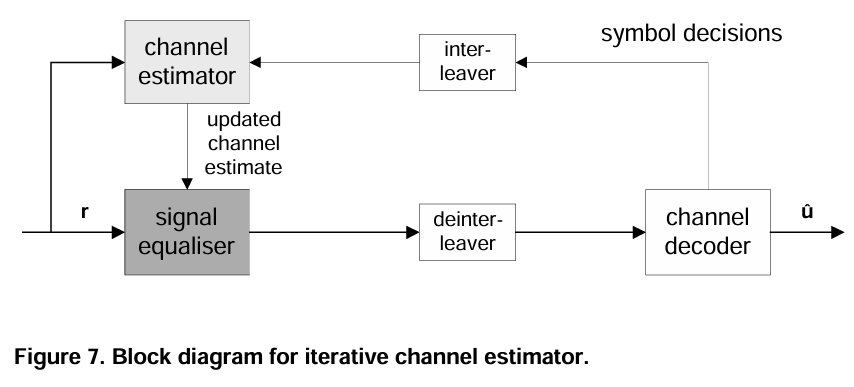 channel
estimator
inter-
leaver
symbol decisions
updated
channel
estimate
r
signal
equaliser
deinter-
leaver
channel
decoder
û
Figure 7. Block diagram for iterative channel estimator.